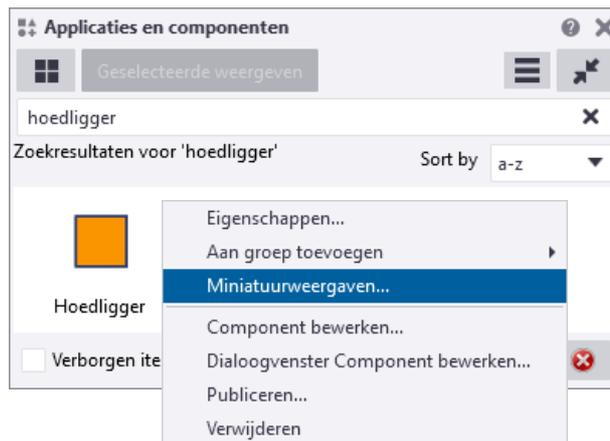 Applicaties en componenten
Geselecteerde weergeven
hoedligger
Zoekresultaten voor 'hoedligger'
Sort by a-z
Hoedligger
Eigenschappen...
Aan groep toevoegen
Miniatuurweergaven...
Component bewerken...
Dialoogvenster Component bewerken...
Publiceren...
Verwijderen
Verborgen ite